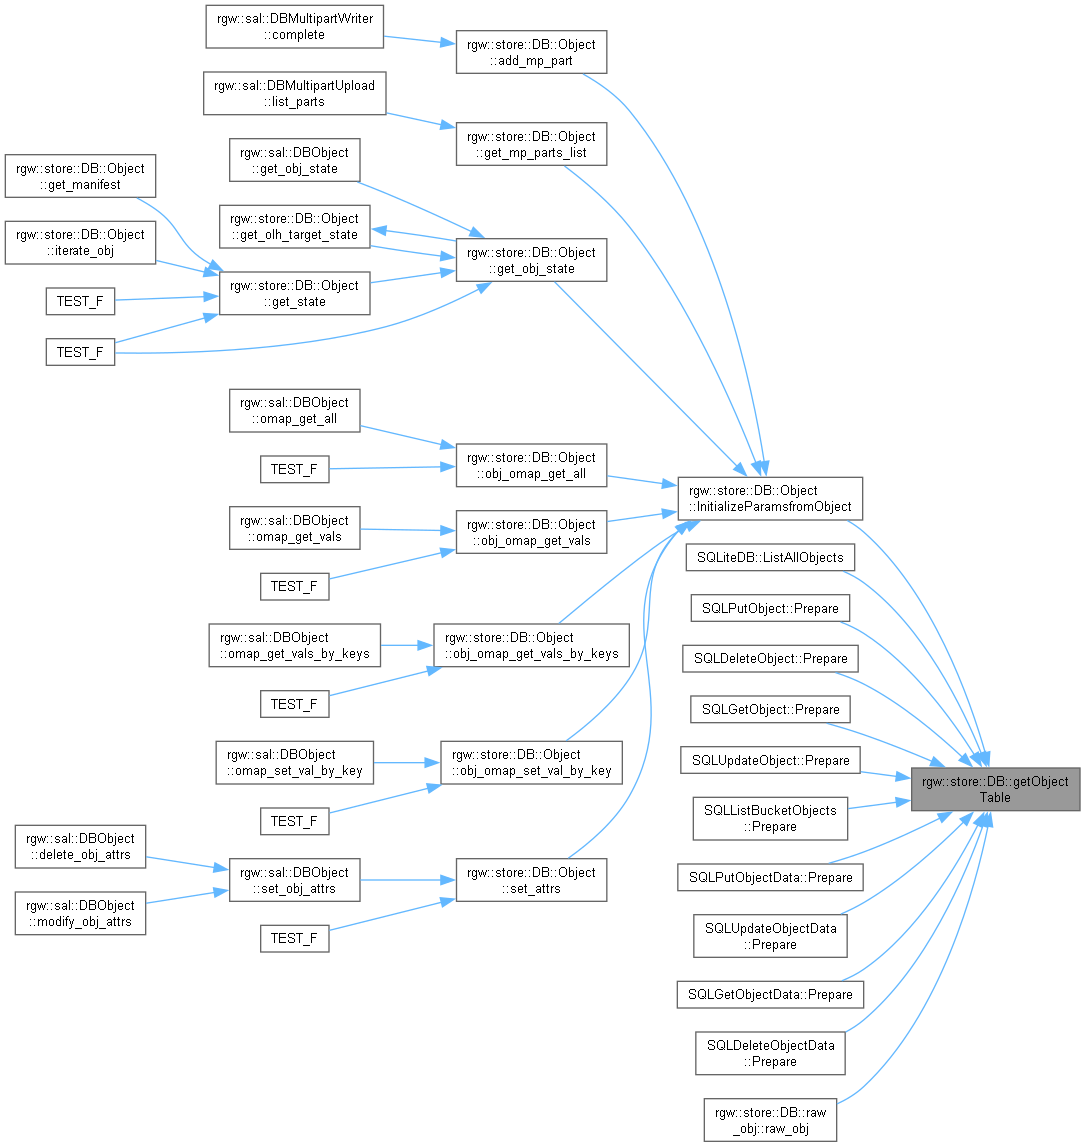 rgw::sal::DBMultipartWriter
::complete
rgw::store::DB::Object
::add_mp_part
rgw::sal::DBMultipartUpload
::list_parts
rgw::store::DB::Object
::get_mp_parts_list
rgw::sal::DBObject
::get_obj_state
rgw::store::DB::Object
::get_manifest
rgw::store::DB::Object
::get_olh_target_state
rgw::store::DB::Object
::iterate_obj
rgw::store::DB::Object
::get_obj_state
rgw::store::DB::Object
::get_state
TEST_F
TEST_F
rgw::sal::DBObject
::omap_get_all
TEST_F
rgw::store::DB::Object
::obj_omap_get_all
rgw::store::DB::Object
::InitializeParamsfromObject
rgw::sal::DBObject
::omap_get_vals
rgw::store::DB::Object
::obj_omap_get_vals
TEST_F
SQLiteDB::ListAllObjects
SQLPutObject::Prepare
rgw::sal::DBObject
::omap_get_vals_by_keys
rgw::store::DB::Object
::obj_omap_get_vals_by_keys
SQLDeleteObject::Prepare
TEST_F
SQLGetObject::Prepare
rgw::sal::DBObject
::omap_set_val_by_key
rgw::store::DB::Object
::obj_omap_set_val_by_key
SQLUpdateObject::Prepare
rgw::store::DB::getObject
Table
TEST_F
SQLListBucketObjects
::Prepare
rgw::sal::DBObject
::delete_obj_attrs
rgw::sal::DBObject
::set_obj_attrs
rgw::store::DB::Object
::set_attrs
SQLPutObjectData::Prepare
rgw::sal::DBObject
::modify_obj_attrs
TEST_F
SQLUpdateObjectData
::Prepare
SQLGetObjectData::Prepare
SQLDeleteObjectData
::Prepare
rgw::store::DB::raw
_obj::raw_obj